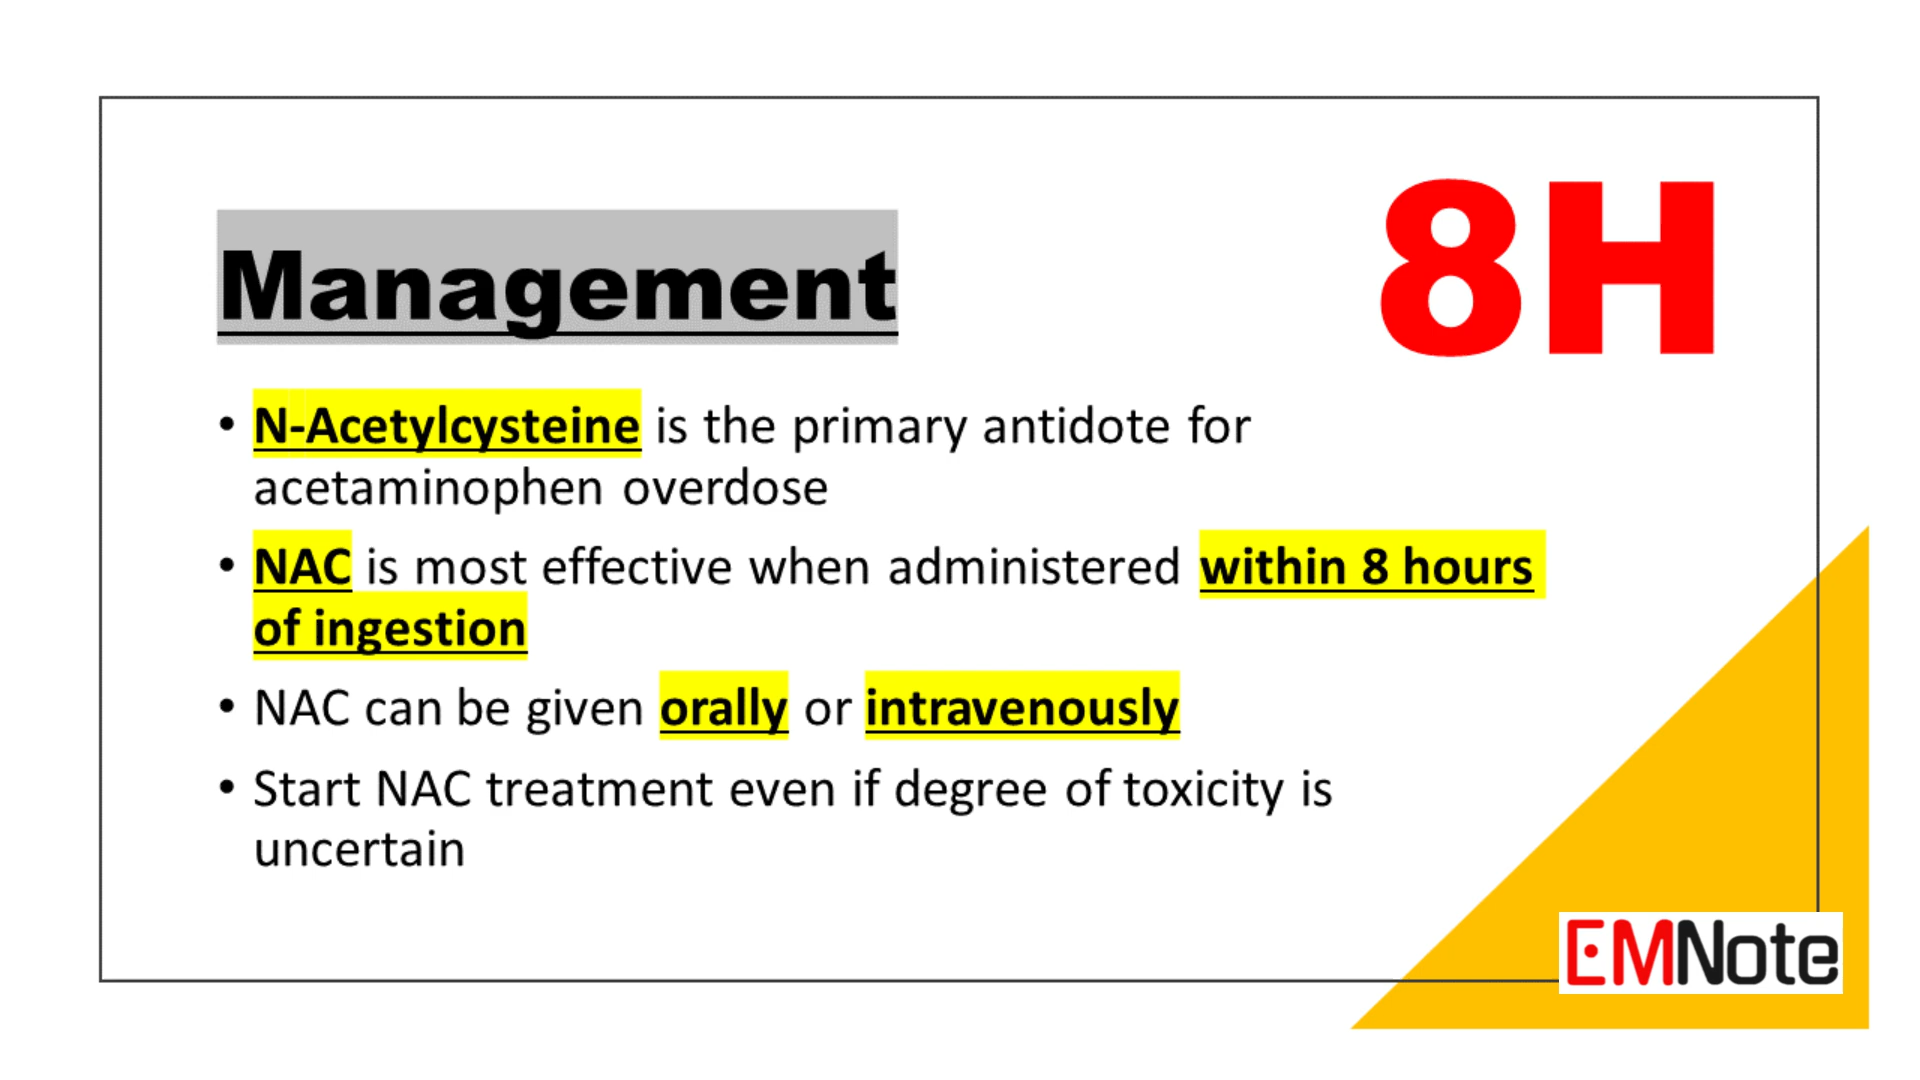 8H
Management
• N-Acetylcysteine is the primary antidote for
acetaminophen overdose
• NAC is most effective when administered within 8 hours
of ingestion
• NAC can be given orally or intravenously
• Start NAC treatment even if degree of toxicity is
uncertain
EMNote